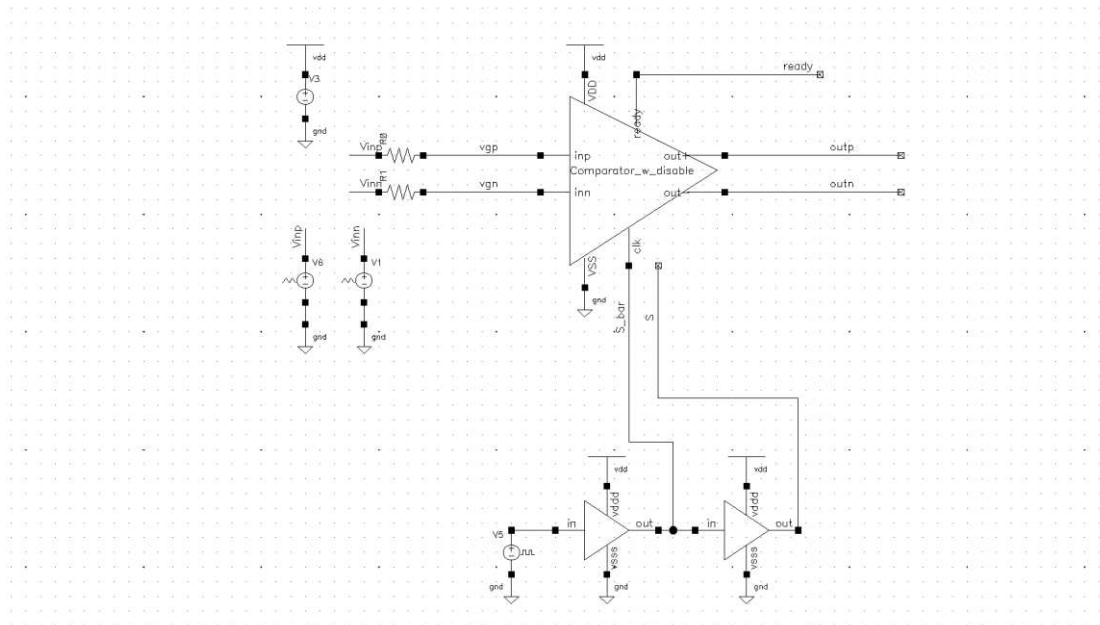 vdd
V3
gnd
vdd
VDD
ready
ready
Vinp
R0
vgp
inp
out+
outp
Comparator_w_disable
Vinn
R1
vgn
inn
out-
outn
clk
VSS
gnd
Vinp
V6
gnd
Vinn
V1
gnd
S_bar
S
vdd
vddd
in
out
vsss
gnd
vdd
vddd
in
out
vsss
gnd
V5
gnd